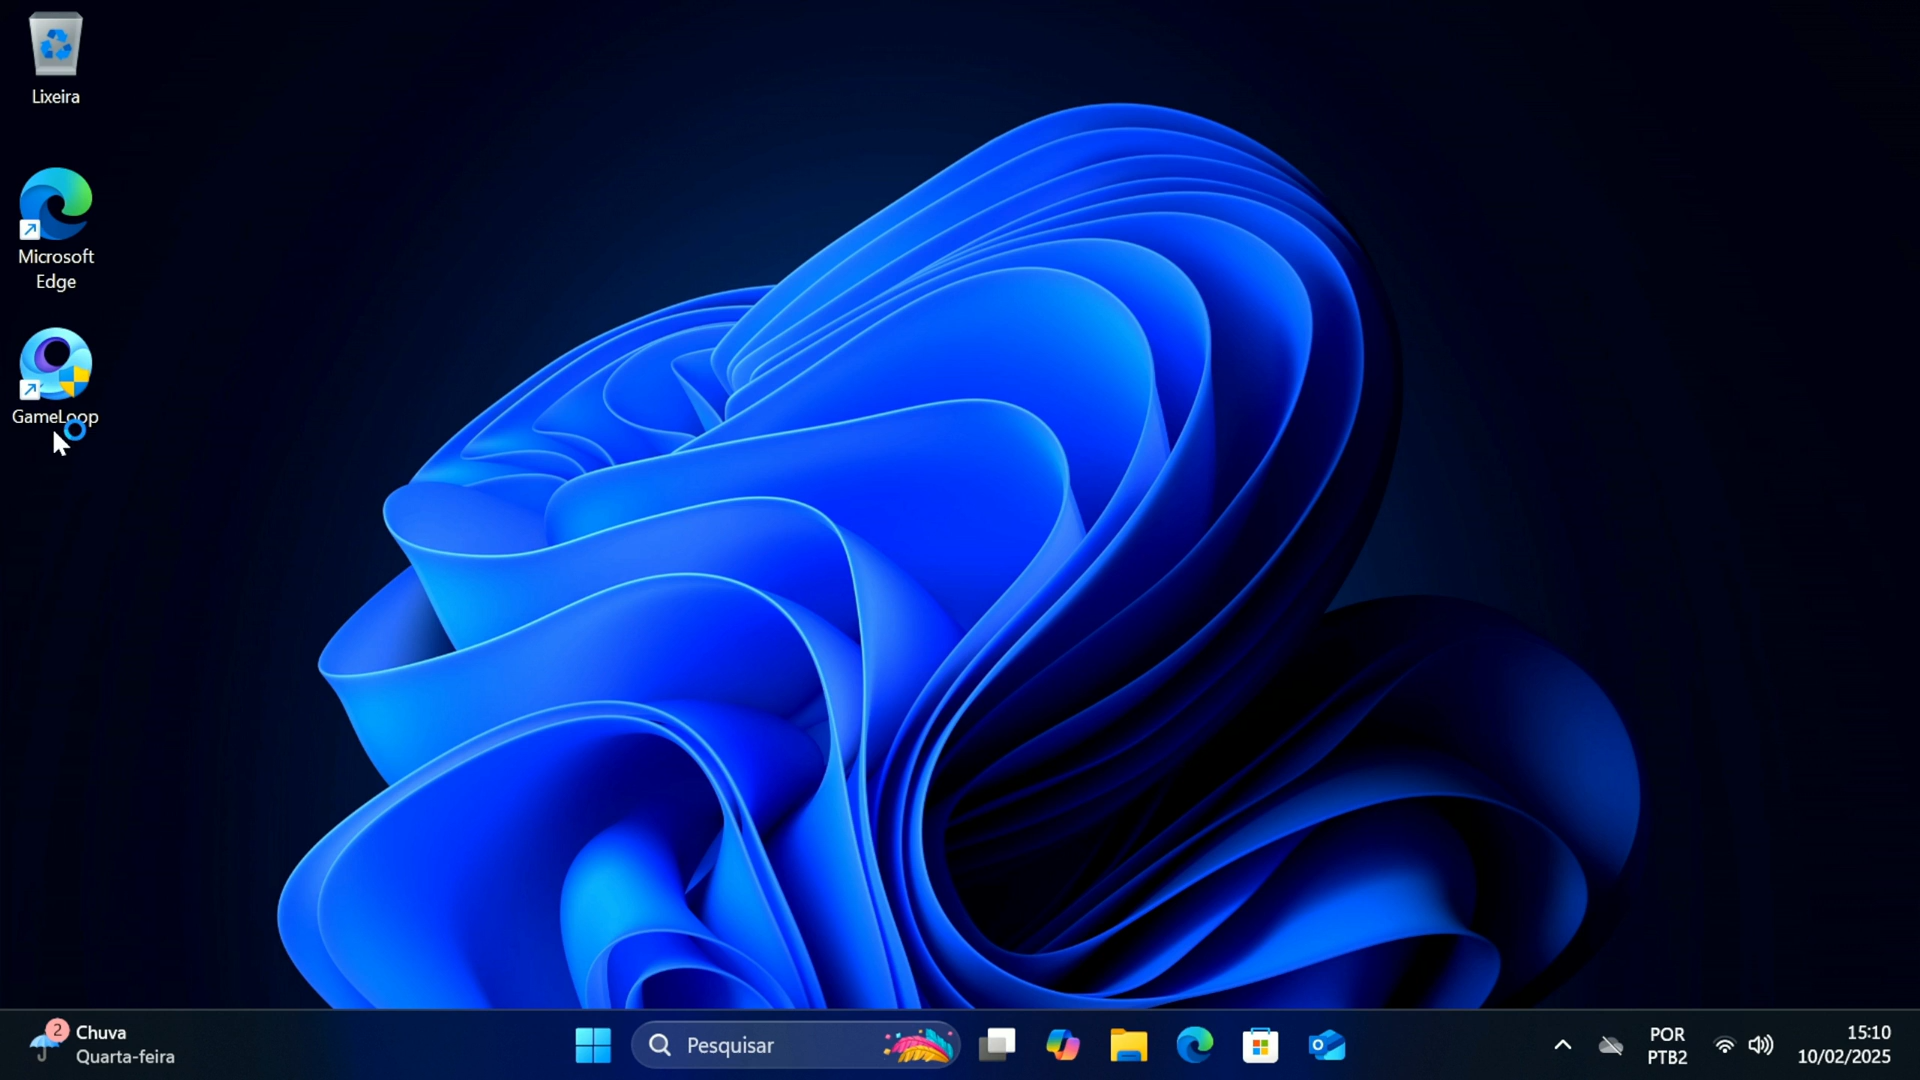 Lixeira
Microsoft
Edge
GameLoop
2
Chuva
Quarta-feira
Pesquisar
POR
PTB2
15:10
10/02/2025